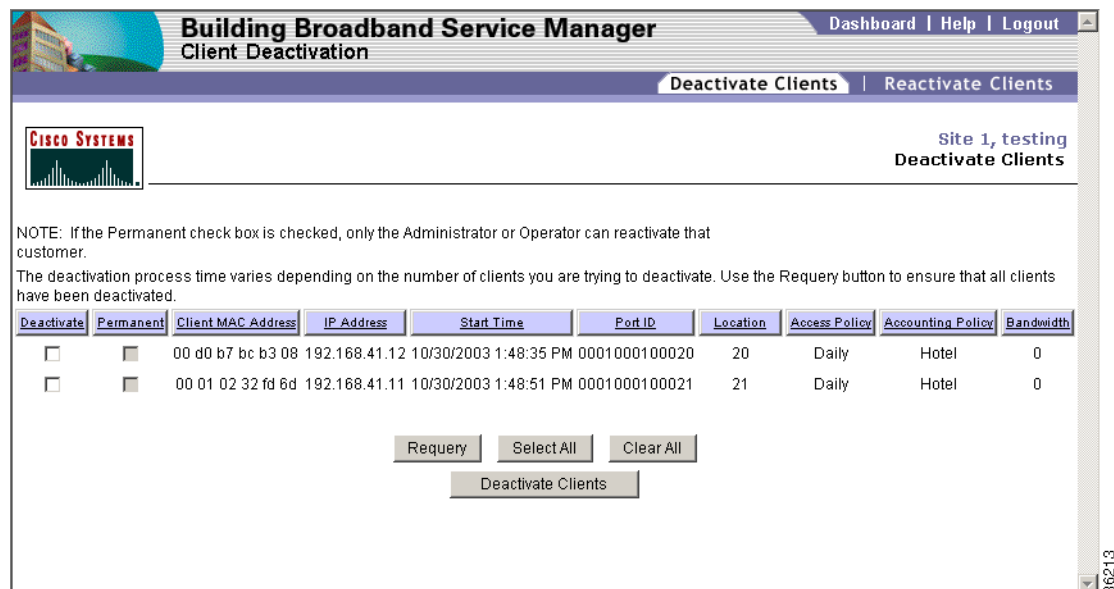 Building Broadband Service Manager
Dashboard | Help | Logout
Client Deactivation
Deactivate Clients | Reactivate Clients
CISCO SYSTEMS
Site 1, testing
Deactivate Clients
NOTE: If the Permanent check box is checked, only the Administrator or Operator can reactivate that
customer.
The deactivation process time varies depending on the number of clients you are trying to deactivate. Use the Requery button to ensure that all clients
have been deactivated.
Deactivate Permanent Client MAC Address IP Address Start Time Port ID Location Access Policy Accounting Policy Bandwidth
00 d0 b7 bc b3 08 192.168.41.12 10/30/2003 1:48:35 PM 0001000100020 20 Daily Hotel 0
00 01 02 32 fd 6d 192.168.41.11 10/30/2003 1:48:51 PM 0001000100021 21 Daily Hotel 0
Requery Select All Clear All
Deactivate Clients